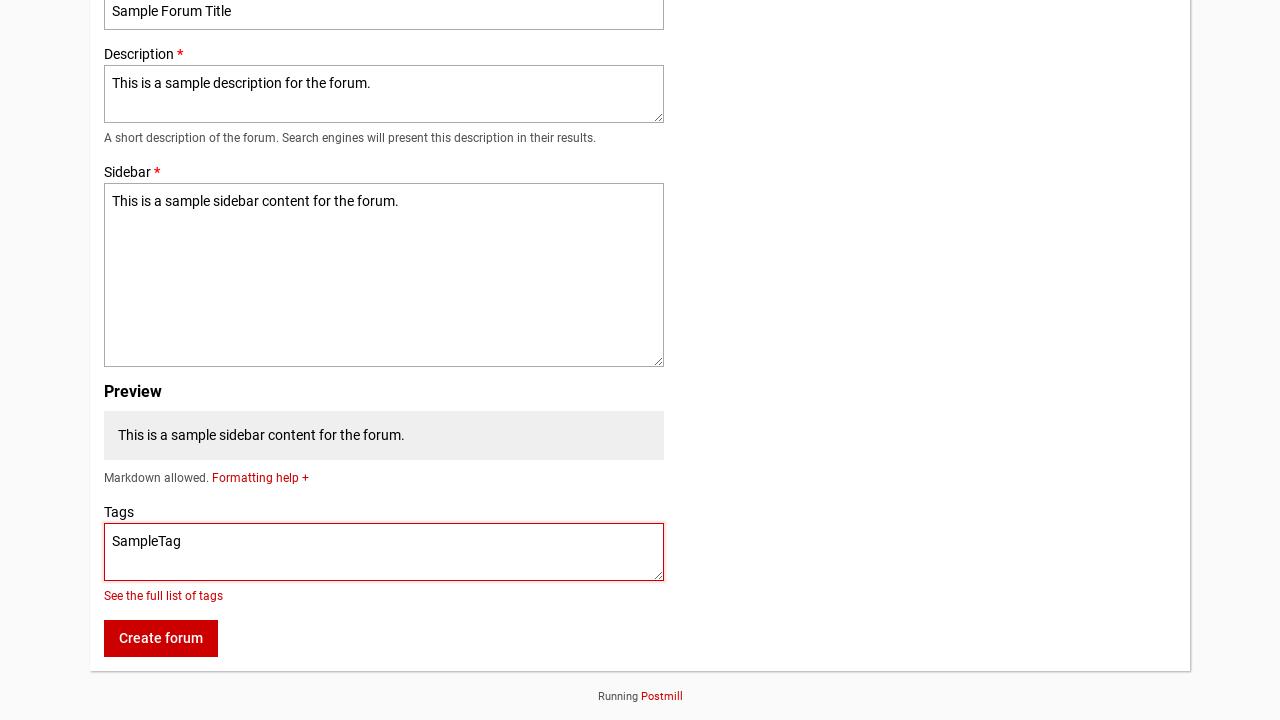 Sample Forum Title
Description *
This is a sample description for the forum.
A short description of the forum. Search engines will present this description in their results.
Sidebar *
This is a sample sidebar content for the forum.
Preview
This is a sample sidebar content for the forum.
Markdown allowed. Formatting help +
Tags
SampleTag
See the full list of tags
Create forum
Running Postmill